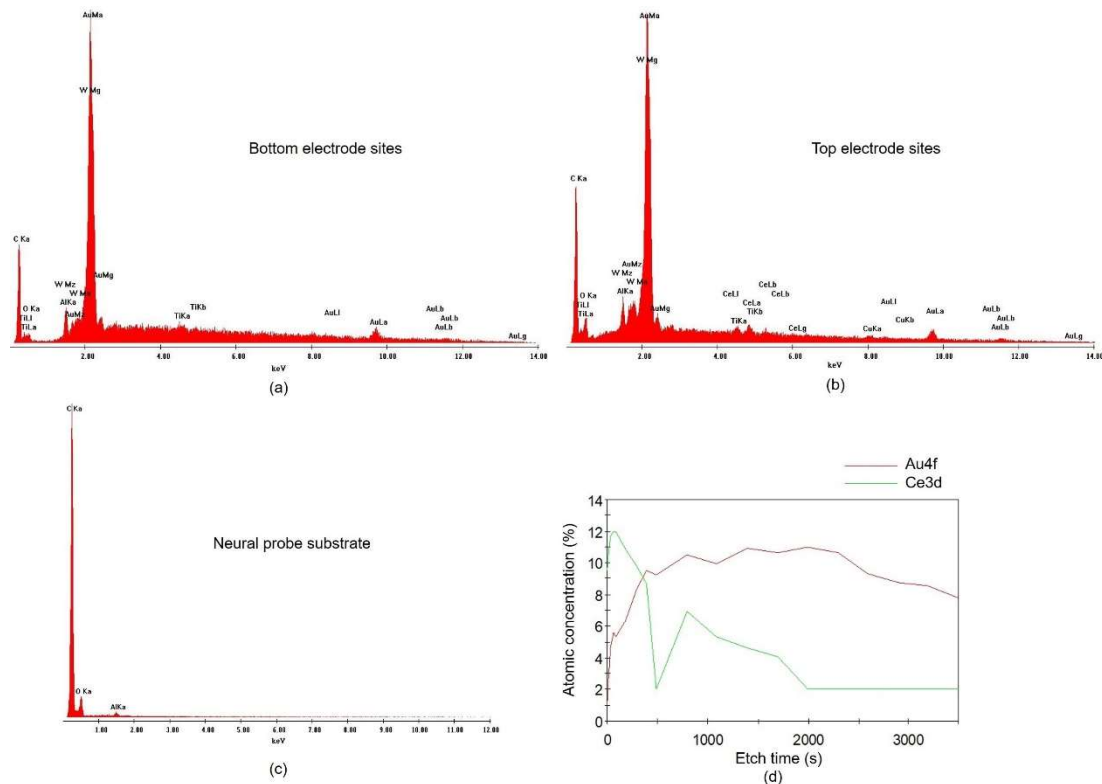 AuMa
W Mg
Bottom electrode sites
C Ka
O Ka
TiLl
TiLa
W Mz
AlKa
AuMz
W Ma
AuMg
TiKa
TiKb
AuLl
AuLa
AuLb
AuLb
AuLb
AuLg
2.00 4.00 6.00 8.00 10.00 12.00 14.00
keV
(a)
AuMa
W Mg
Top electrode sites
C Ka
O Ka
TiLl
TiLa
AuMz
W Mz
W Ma
AlKa
AuMg
CeLl
CeLa
TiKa
TiKb
CeLb
CeLb
CeLg
CuKa
AuLl
CuKb
AuLa
AuLb
AuLb
AuLb
AuLg
2.00 4.00 6.00 8.00 10.00 12.00 14.00
keV
(b)
C Ka
Neural probe substrate
O Ka
AlKa
1.00 2.00 3.00 4.00 5.00 6.00 7.00 8.00 9.00 10.00 11.00 12.00
keV
(c)
Au4f
Ce3d
Atomic concentration (%)
14
12
10
8
6
4
2
0
0 1000 2000 3000
Etch time (s)
(d)